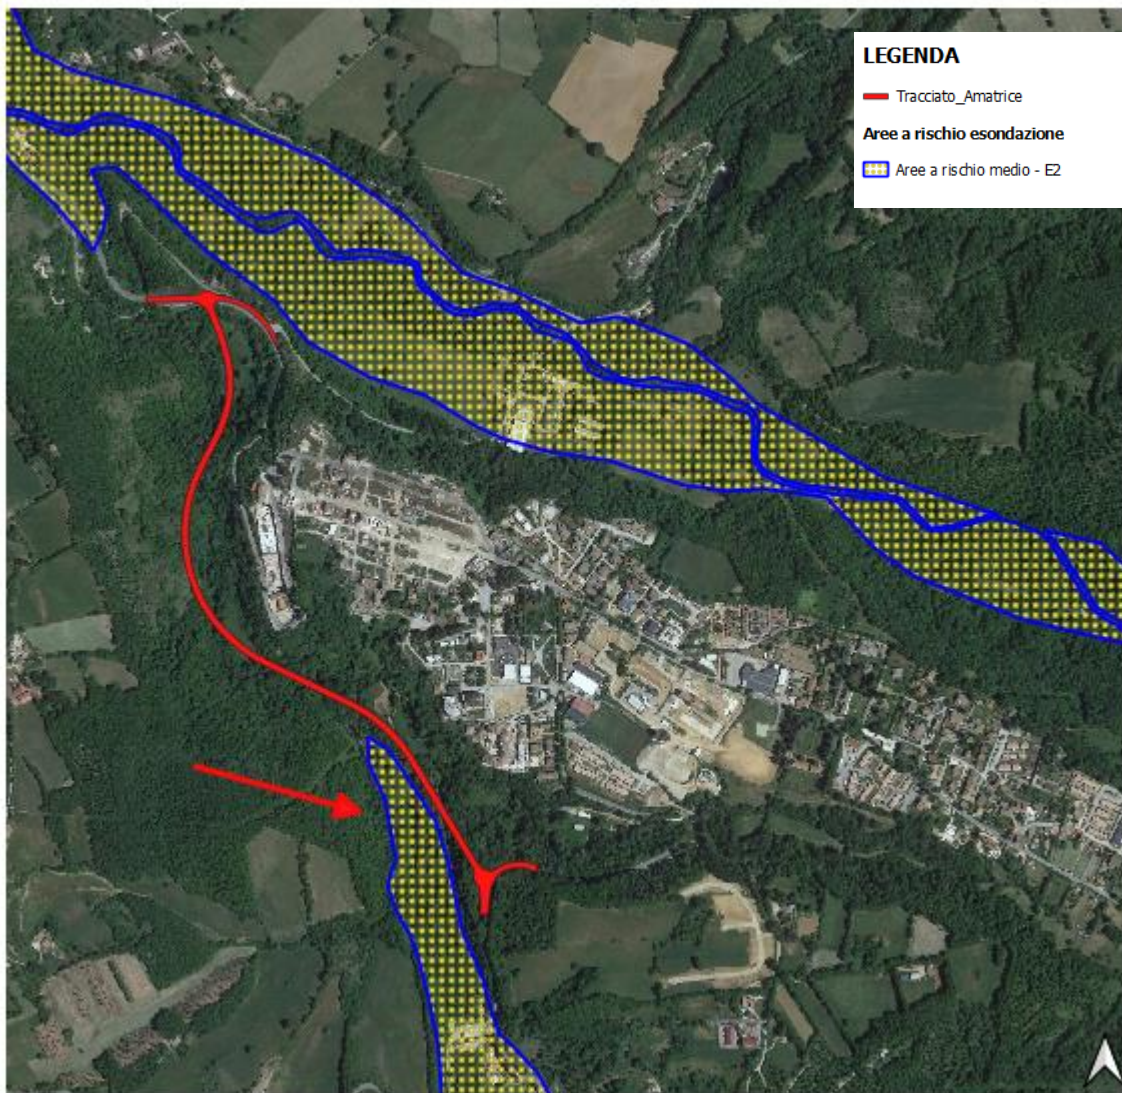 LEGENDA
Tracciato_Amatrice
Aree a rischio esondazione
Aree a rischio medio - E2